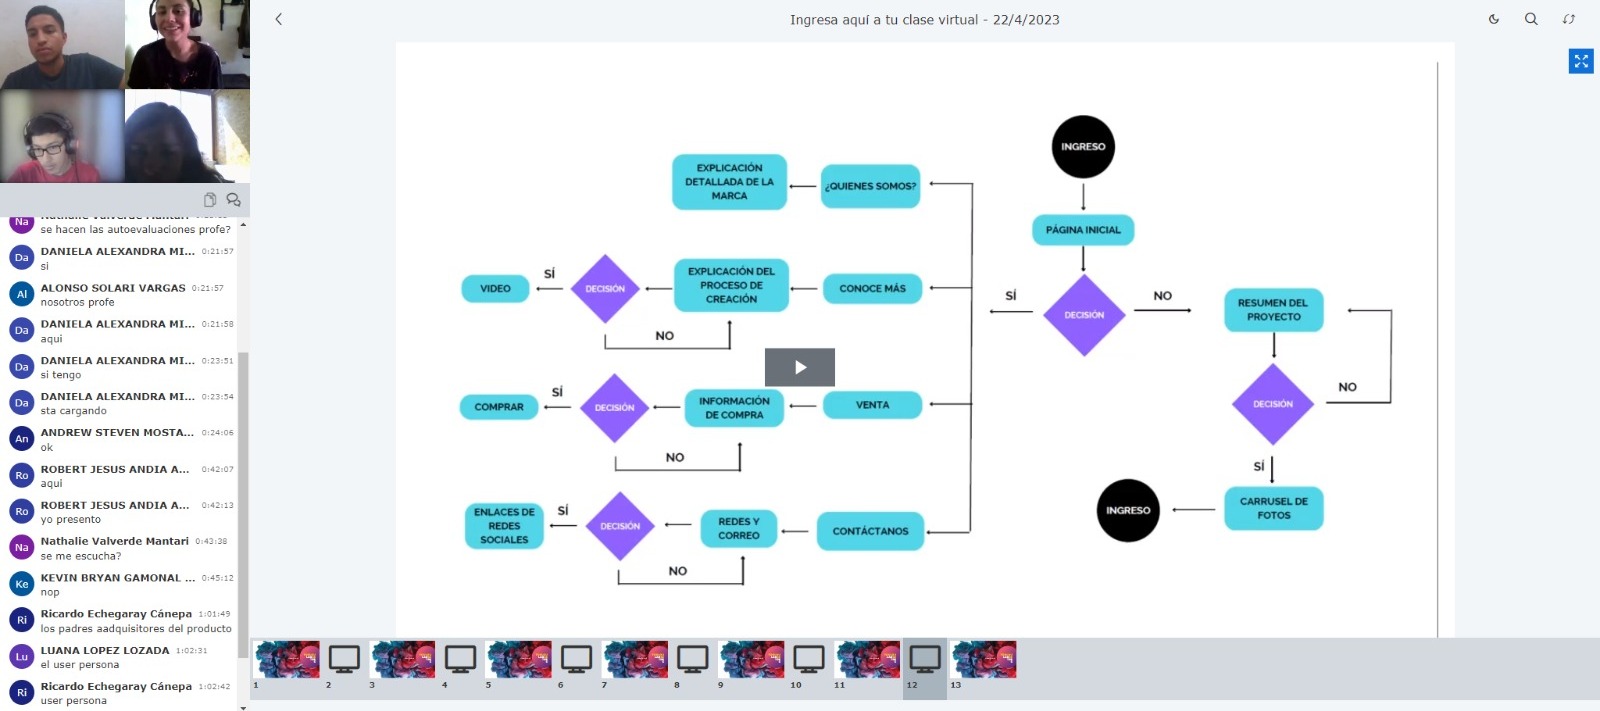 Ingresa aquí a tu clase virtual - 22/4/2023
Na
Nathalie Valverde Mantari
se hacen las autoevaluaciones profe?
Da
DANIELA ALEXANDRA MI... 0:21:57
si
Al
ALONSO SOLARI VARGAS 0:21:57
nosotros profe
Da
DANIELA ALEXANDRA MI... 0:21:58
aqui
Da
DANIELA ALEXANDRA MI... 0:23:51
si tengo
Da
DANIELA ALEXANDRA MI... 0:23:54
sta cargando
An
ANDREW STEVEN MOSTA... 0:24:06
ok
Ro
ROBERT JESUS ANDIA A... 0:42:07
aqui
Ro
ROBERT JESUS ANDIA A... 0:42:13
yo presento
Na
Nathalie Valverde Mantari 0:43:38
se me escucha?
Ke
KEVIN BRYAN GAMONAL ... 0:45:12
nop
Ri
Ricardo Echegaray Cánepa 1:01:49
los padres aadquisitores del producto
Lu
LUANA LOPEZ LOZADA 1:02:31
el user persona
Ri
Ricardo Echegaray Cánepa 1:02:42
user persona
INGRESO
PÁGINA INICIAL
DECISIÓN
SÍ
NO
EXPLICACIÓN
DETALLADA DE LA
MARCA
¿QUIENES SOMOS?
VIDEO
SÍ
DECISIÓN
EXPLICACIÓN DEL
PROCESO DE
CREACIÓN
CONOCE MÁS
NO
COMPRAR
SÍ
DECISIÓN
INFORMACIÓN
DE COMPRA
VENTA
NO
ENLACES DE
REDES
SOCIALES
SÍ
DECISIÓN
REDES Y
CORREO
CONTÁCTANOS
NO
RESUMEN DEL
PROYECTO
DECISIÓN
NO
SÍ
CARRUSEL DE
FOTOS
INGRESO
1 2 3 4 5 6 7 8 9 10 11 12 13